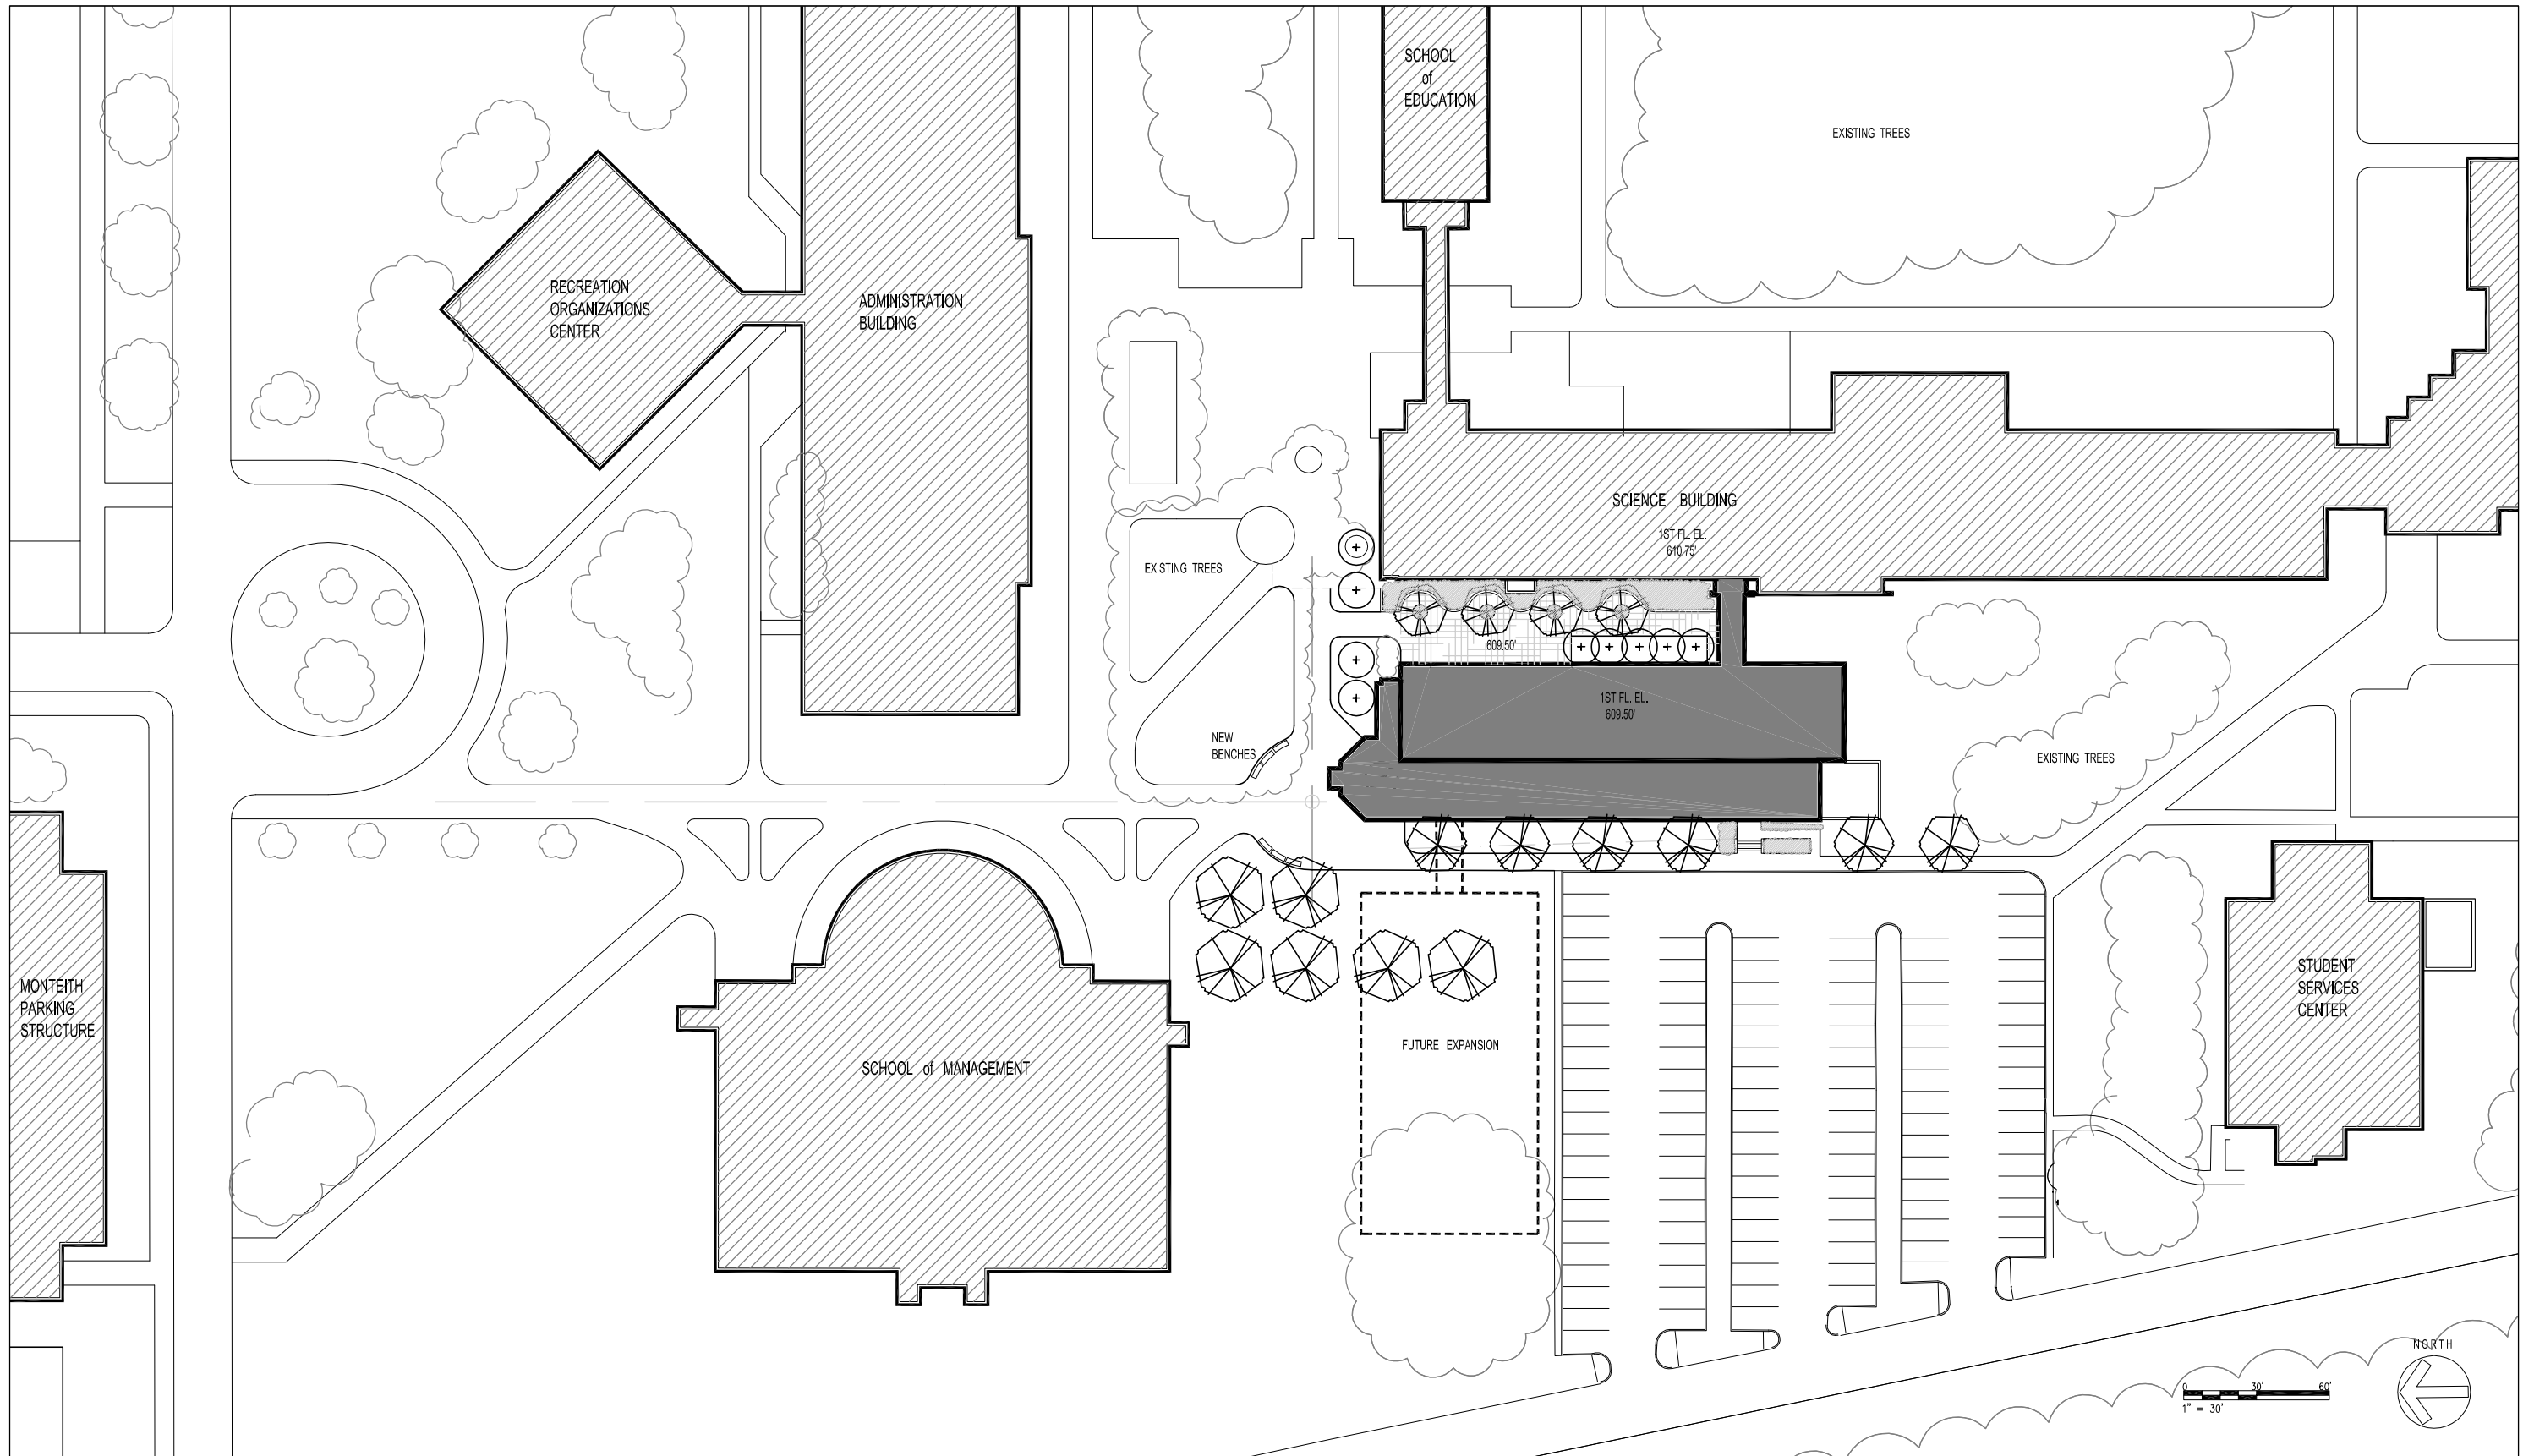 SCHOOL
of
EDUCATION
EXISTING TREES
RECREATION
ORGANIZATIONS
CENTER
ADMINISTRATION
BUILDING
SCIENCE BUILDING
1ST FL. EL.
610.75'
EXISTING TREES
609.50'
1ST FL. EL.
609.50'
NEW
BENCHES
EXISTING TREES
MONTEITH
PARKING
STRUCTURE
SCHOOL of MANAGEMENT
FUTURE EXPANSION
STUDENT
SERVICES
CENTER
NORTH
0 30' 60'
1" = 30'